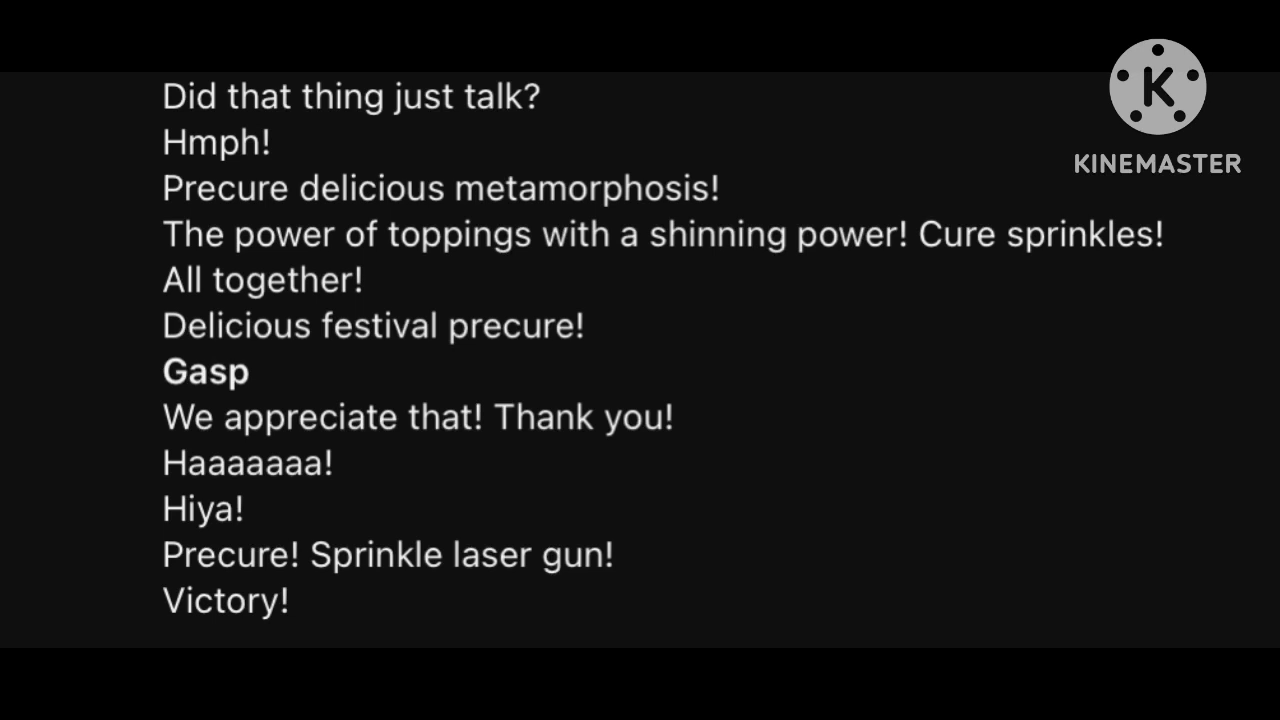 Did that thing just talk?
Hmph!
Precure delicious metamorphosis!
The power of toppings with a shinning power! Cure sprinkles!
All together!
Delicious festival precure!
Gasp
We appreciate that! Thank you!
Haaaaaaa!
Hiya!
Precure! Sprinkle laser gun!
Victory!
K
KINEMASTER